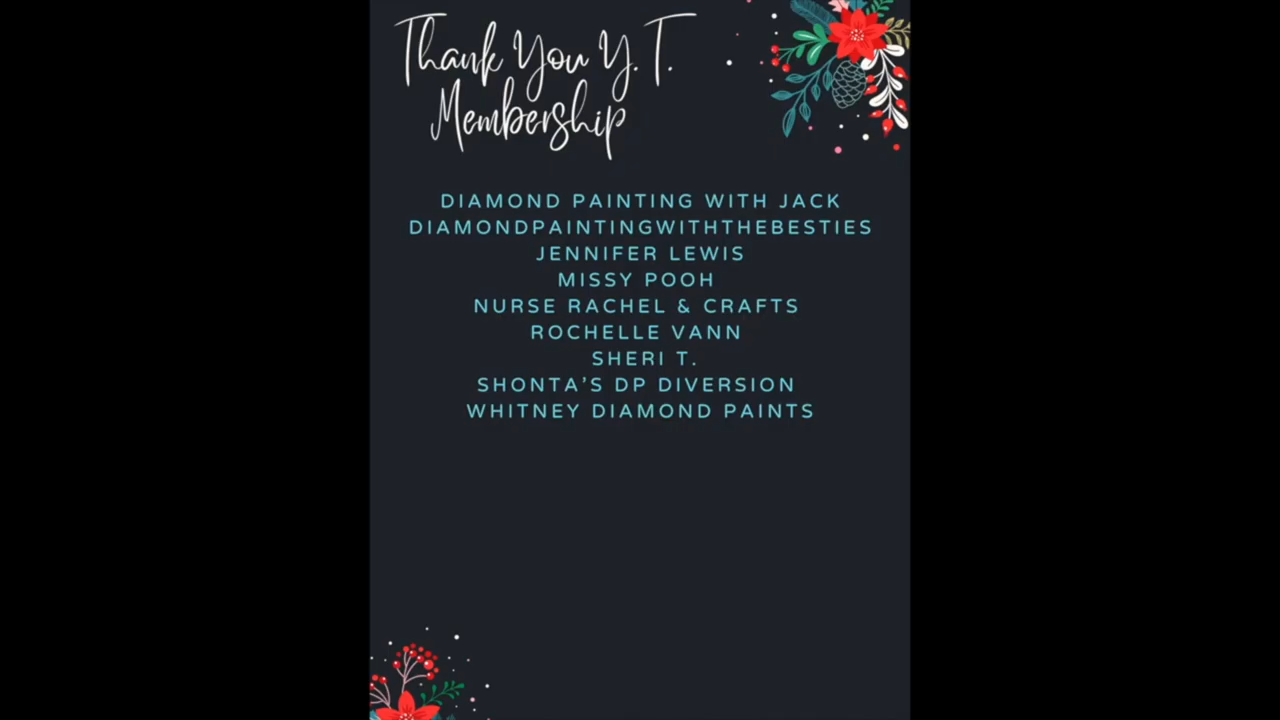 Thank You Y. T.
Membership
DIAMOND PAINTING WITH JACK
DIAMONDPAINTINGWITHTHEBESTIES
JENNIFER LEWIS
MISSY POOH
NURSE RACHEL & CRAFTS
ROCHELLE VANN
SHERI T.
SHONTA’S DP DIVERSION
WHITNEY DIAMOND PAINTS